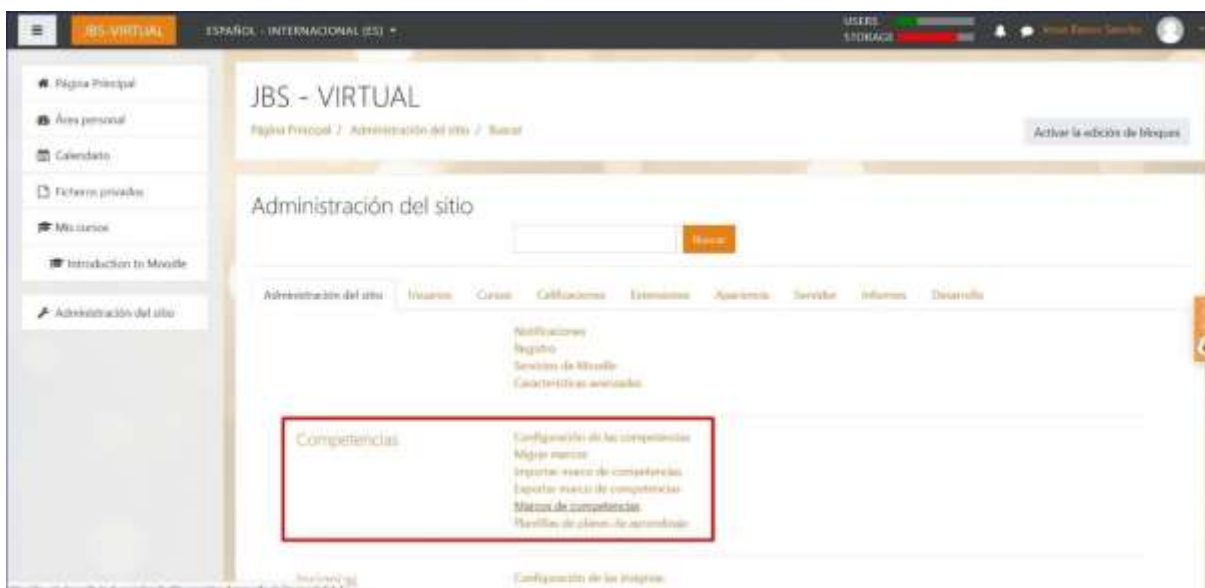 JBS-VIRTUAL
ESPAÑOL - INTERNACIONAL (ES)
USERS
STORAGE
Página Principal
Área personal
Calendario
Ficheros privados
Mis cursos
Introduction to Moodle
Administración del sitio
JBS - VIRTUAL
Página Principal / Administración del sitio / Buscar
Activar la edición de bloques
Administración del sitio
Buscar
Administración del sitio Usuarios Cursos Calificaciones Extensiones Apariencia Servidor Informes Desarrollo
Notificaciones
Registro
Servicios de Moodle
Características avanzadas
Competencias
Configuración de las competencias
Migrar marcos
Importar marco de competencias
Exportar marco de competencias
Marcos de competencias
Plantillas de planes de aprendizaje
Insignias
Configuración de las insignias